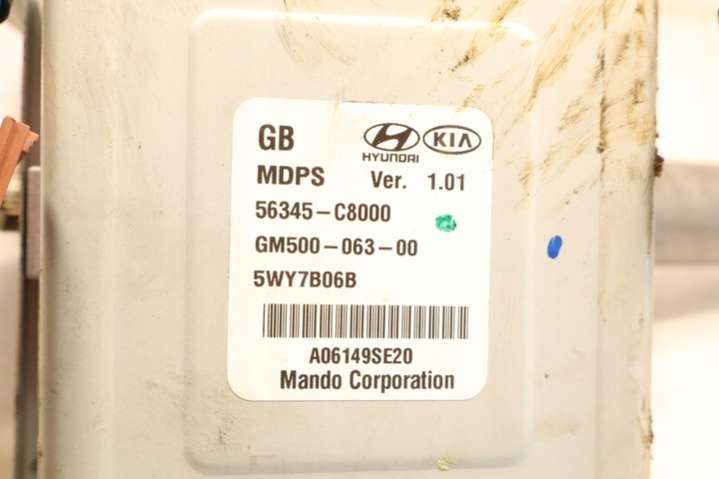 GB HYUNDAI KIA
MDPS Ver. 1.01
56345-C8000
GM500-063-00
5WY7B06B
A06149SE20
Mando Corporation